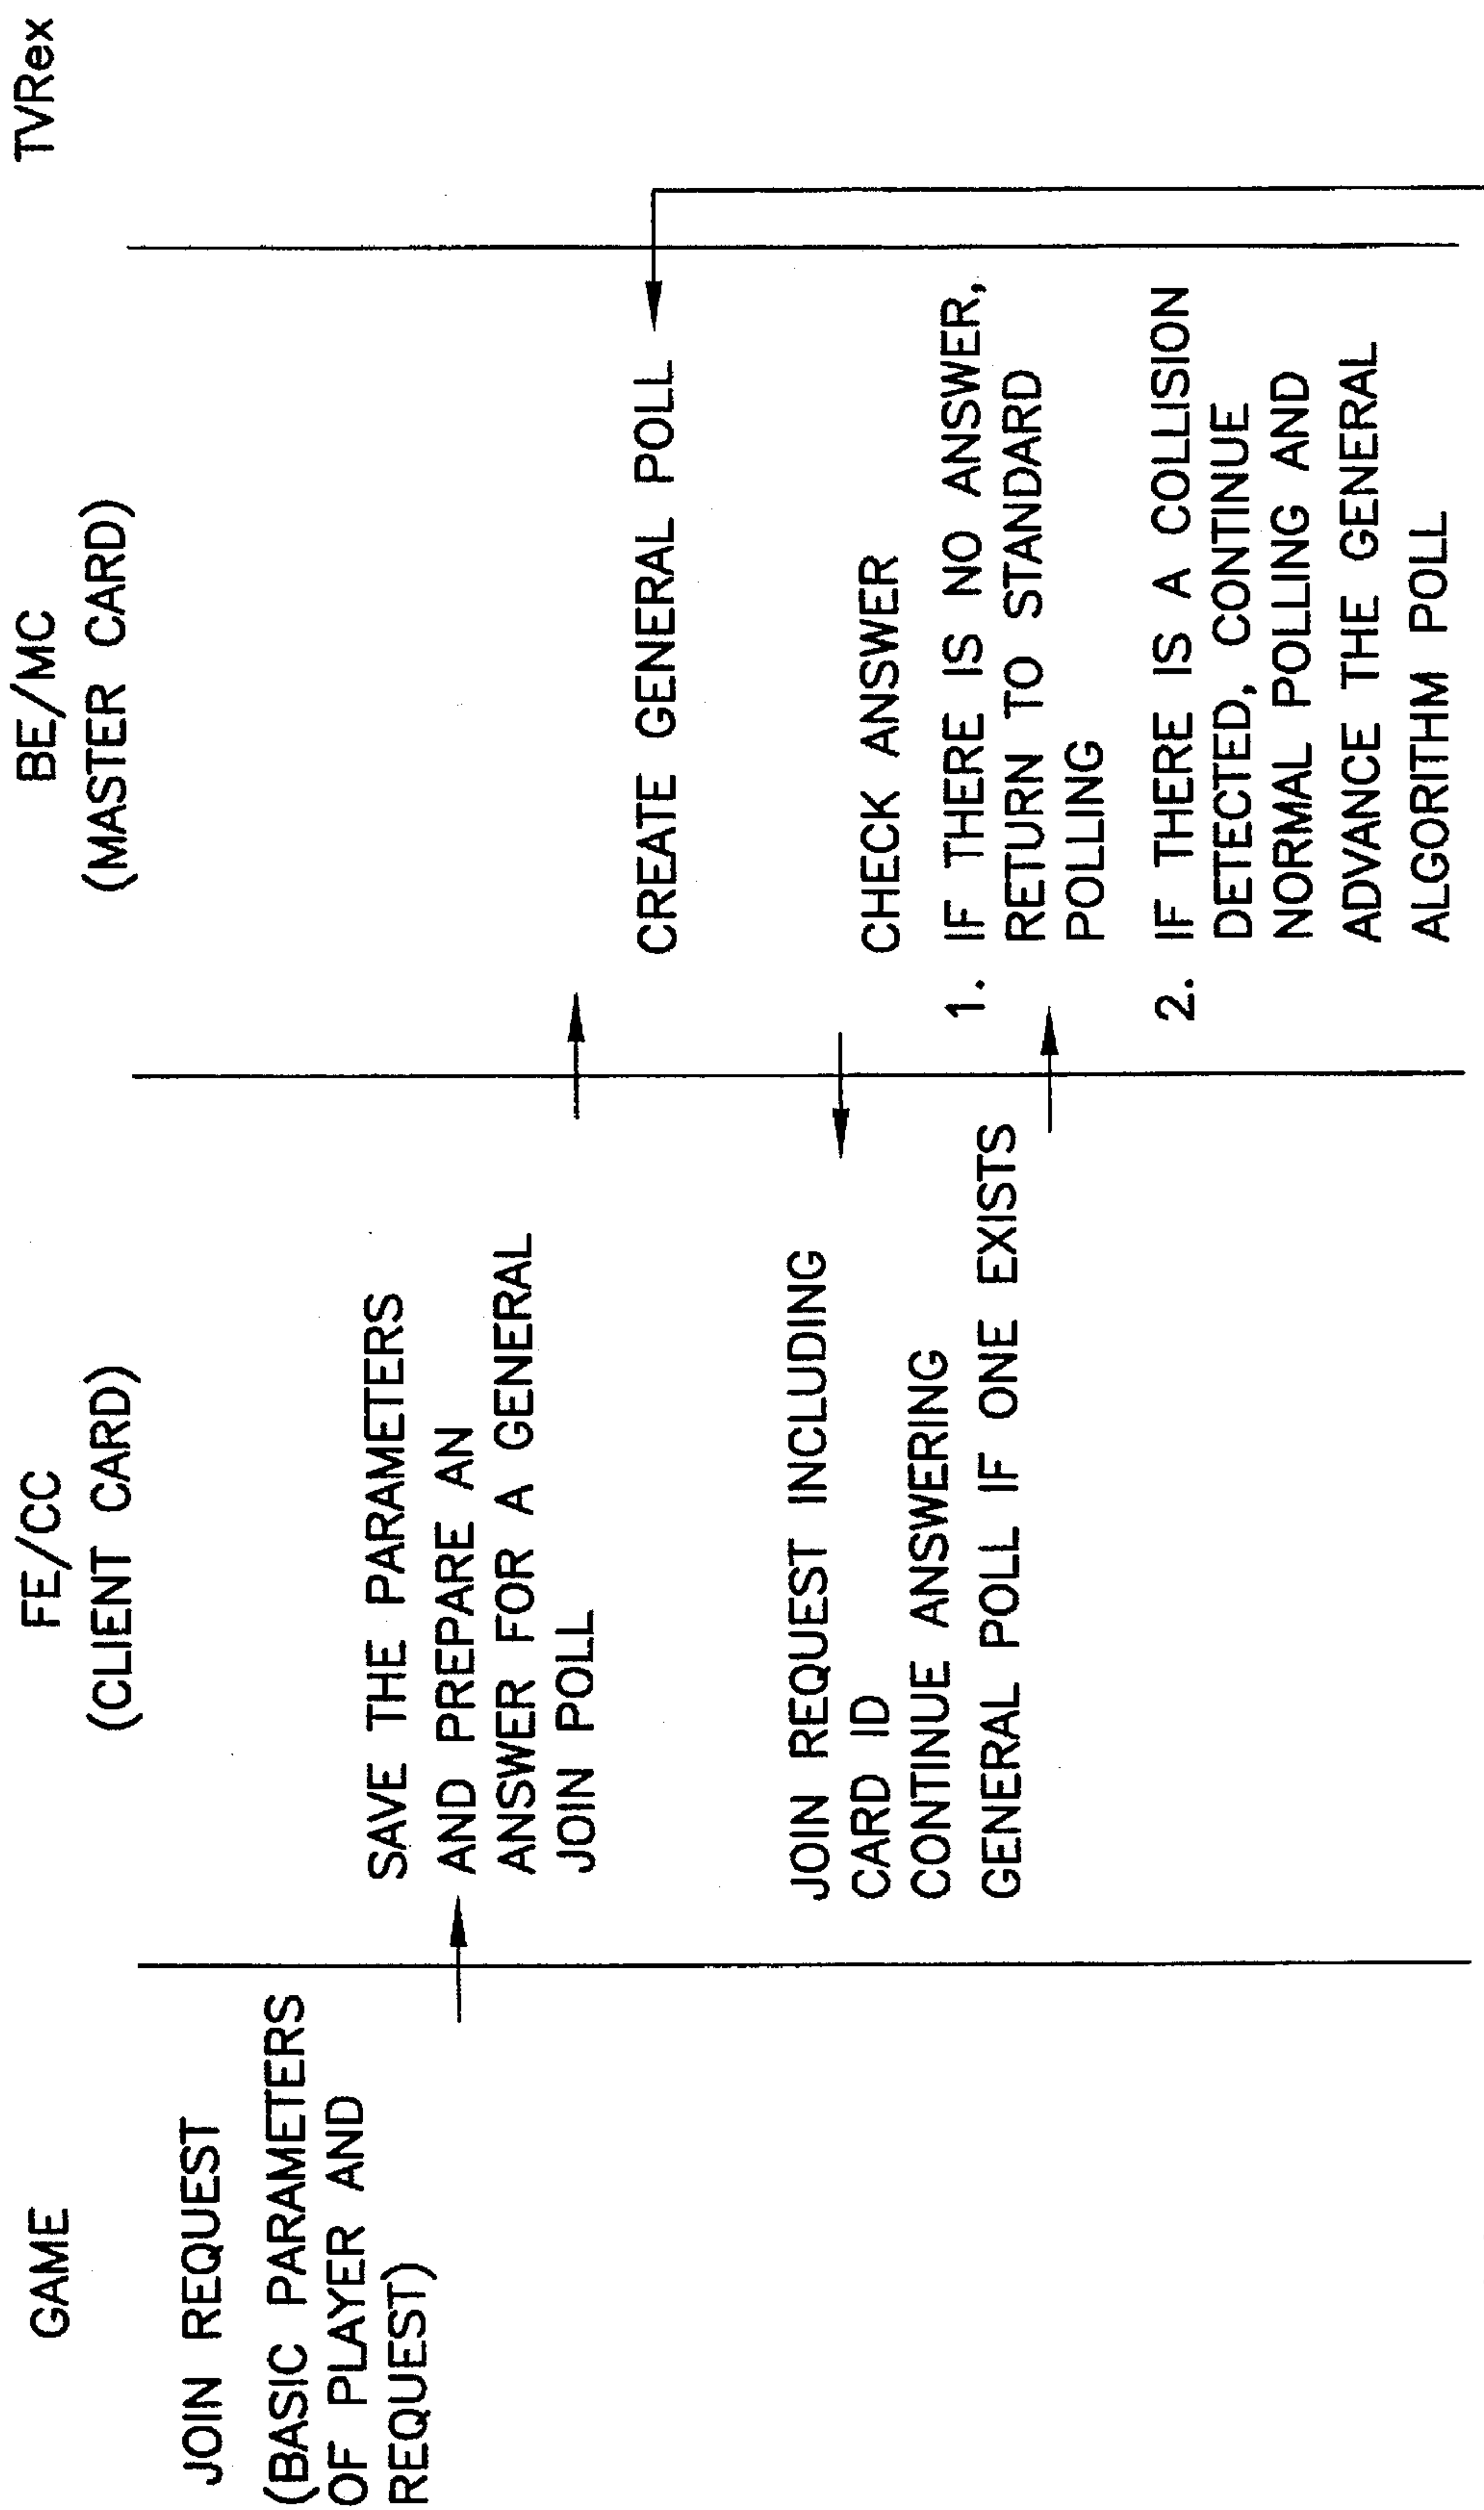 GAME
JOIN REQUEST
(BASIC PARAMETERS
OF PLAYER AND
REQUEST)
FE/CC
(CLIENT CARD)
SAVE THE PARAMETERS
AND PREPARE AN
ANSWER FOR A GENERAL
JOIN POLL
JOIN REQUEST INCLUDING
CARD ID
CONTINUE ANSWERING
GENERAL POLL IF ONE EXISTS
BE/MC
(MASTER CARD)
CREATE GENERAL POLL
CHECK ANSWER
1. IF THERE IS NO ANSWER,
RETURN TO STANDARD
POLLING
2. IF THERE IS A COLLISION
DETECTED, CONTINUE
NORMAL POLLING AND
ADVANCE THE GENERAL
ALGORITHM POLL
TVRex